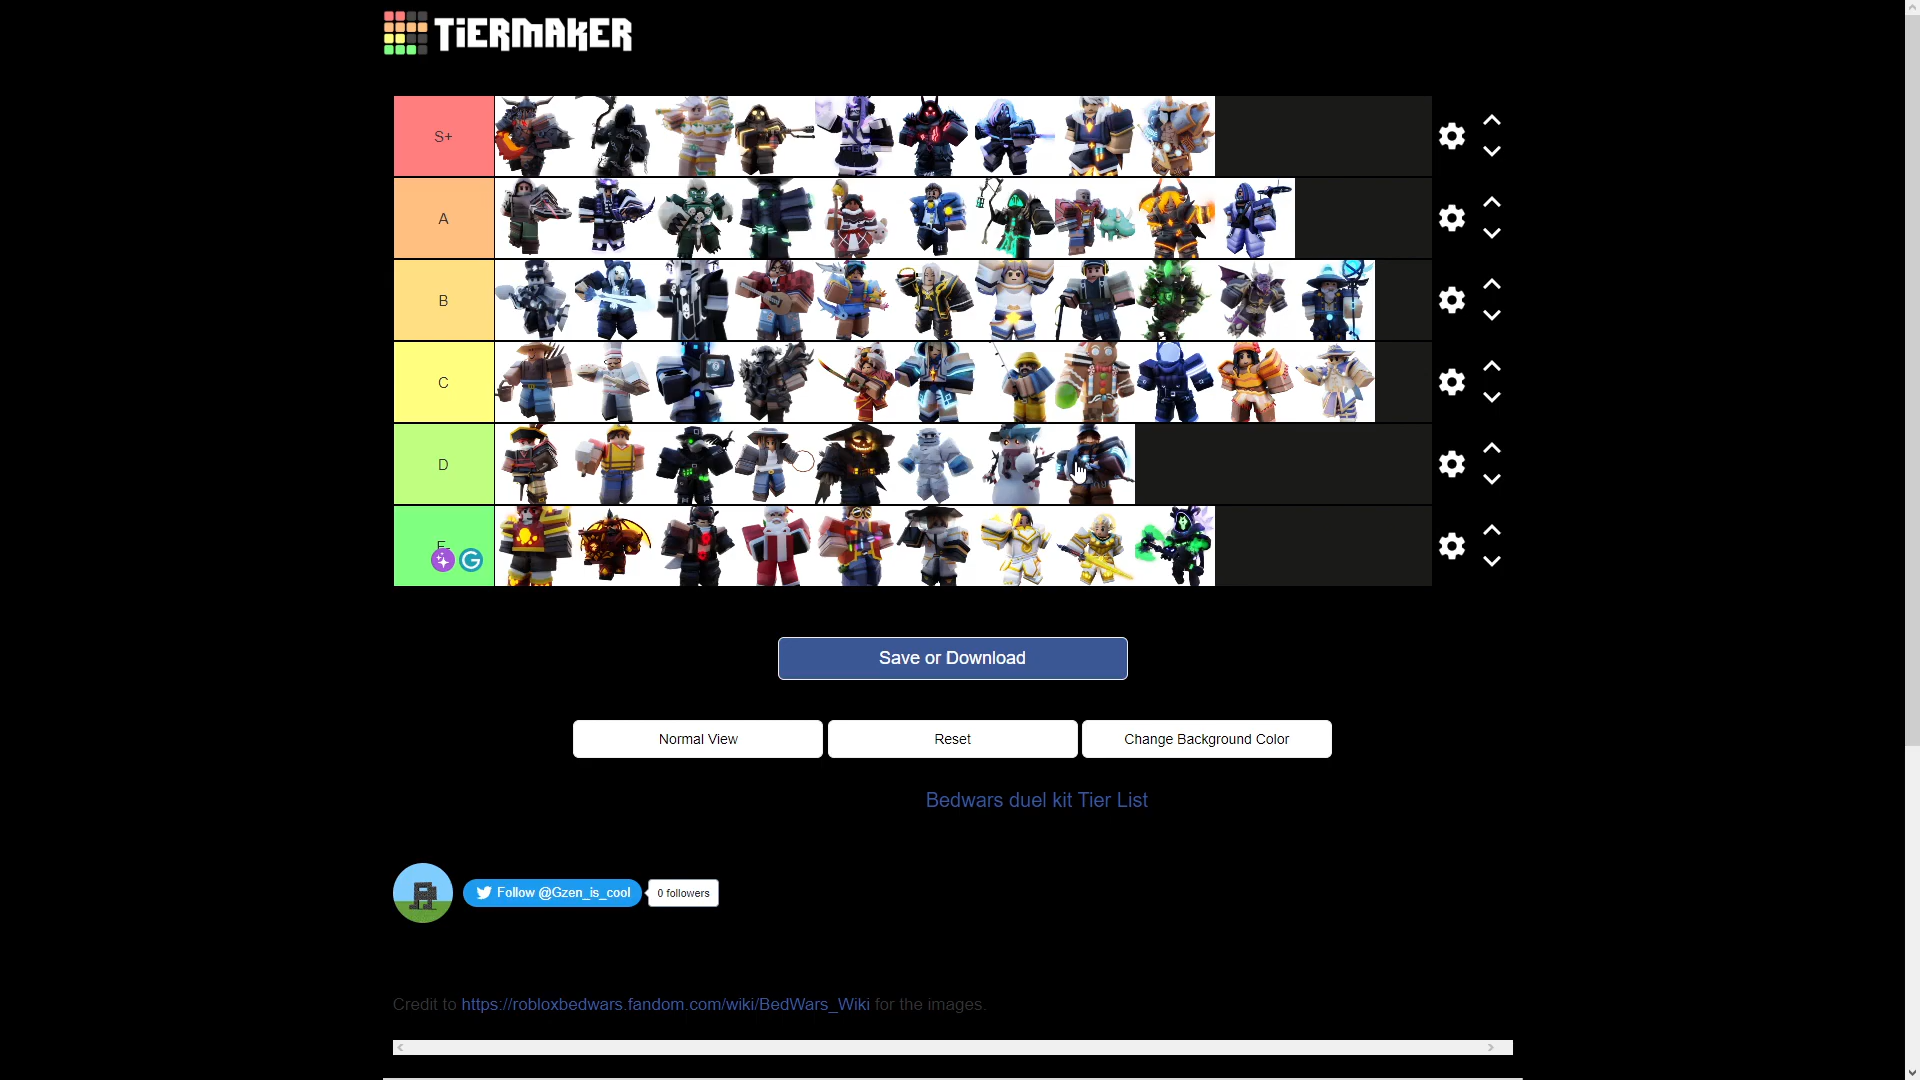 TiERMAKER
S+
A
B
C
D
Save or Download
Normal View
Reset
Change Background Color
Bedwars duel kit Tier List
Follow @Gzen_is_cool
0 followers
Credit to https://robloxbedwars.fandom.com/wiki/BedWars_Wiki for the images.